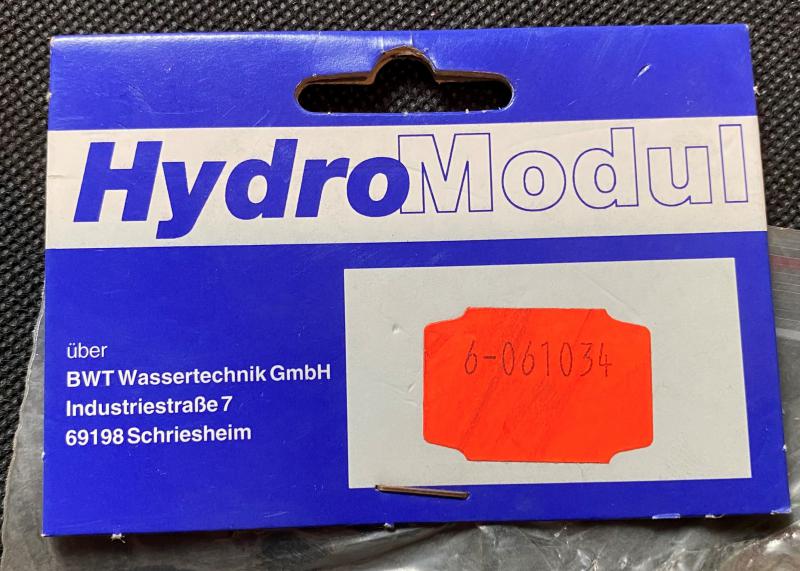 HydroModul
über
BWT Wassertechnik GmbH
Industriestraße 7
69198 Schriesheim
6-061034